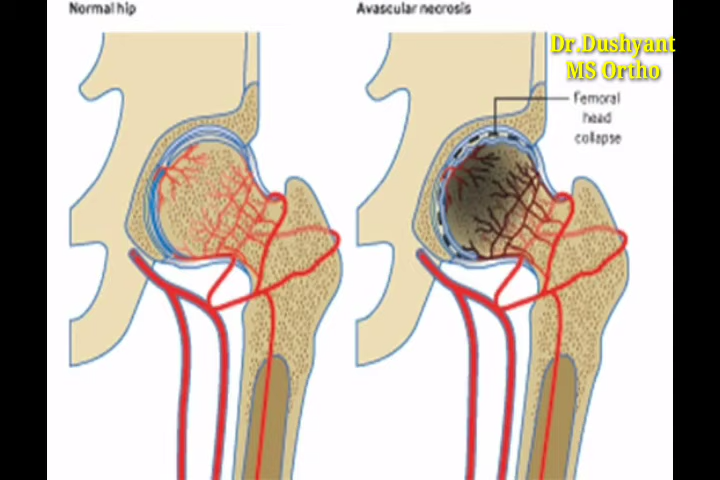 Normal hip
Avascular necrosis
Dr.Dushyant
MS Ortho
Femoral
head
collapse